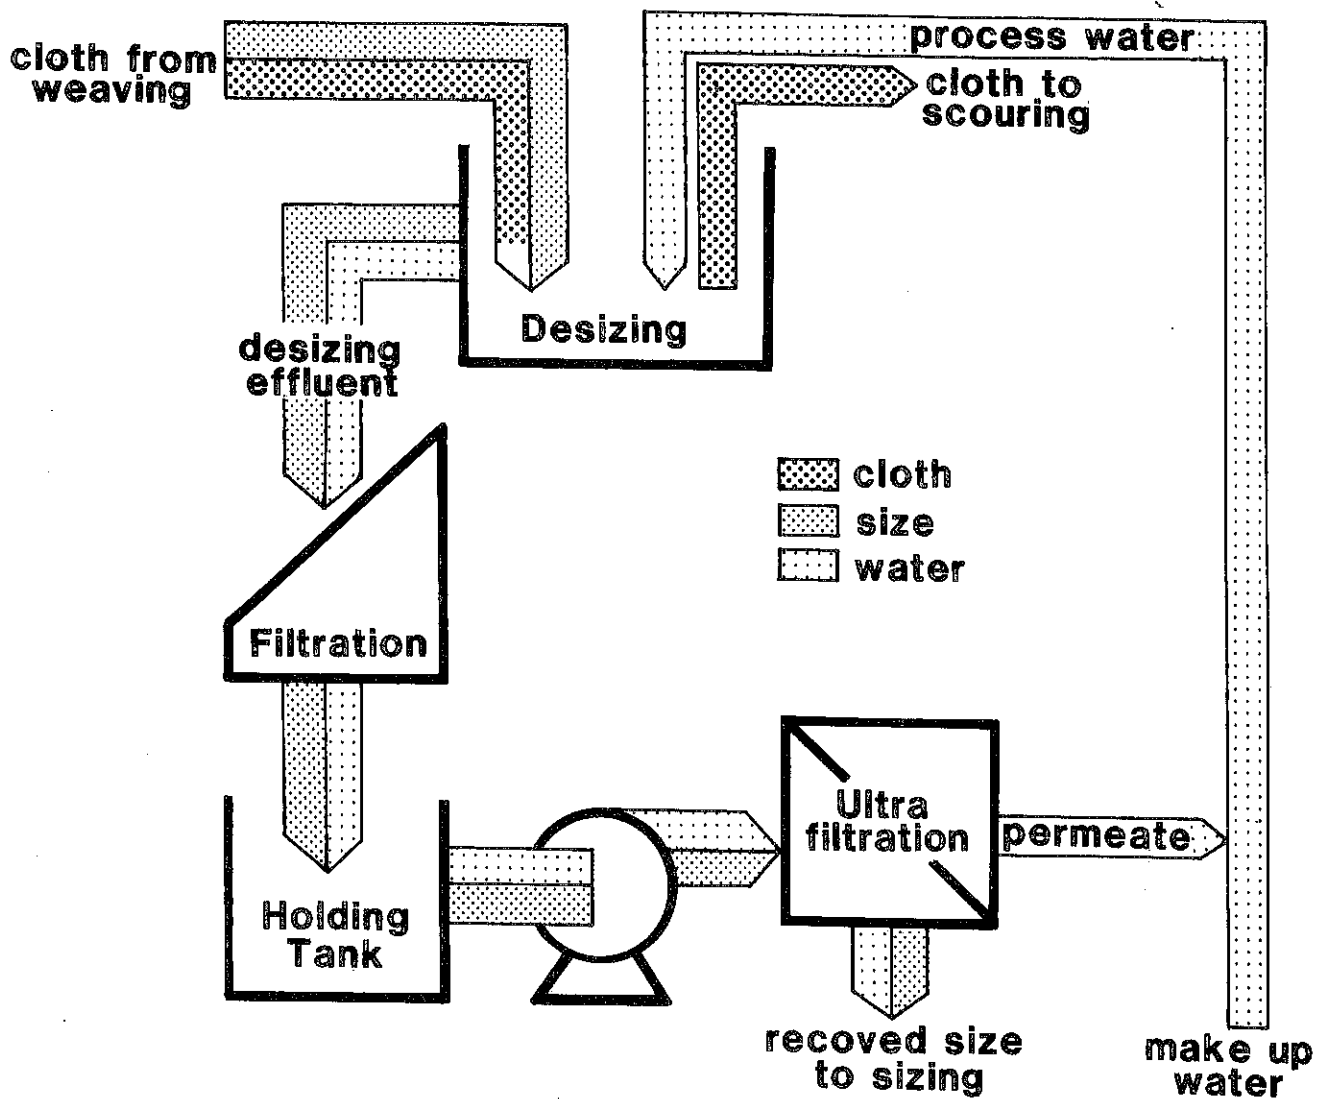 process water
cloth from
weaving
cloth to
scouring
Desizing
desizing
effluent
cloth
size
water
Filtration
Ultra
filtration
permeate
Holding
Tank
recoved size
to sizing
make up
water